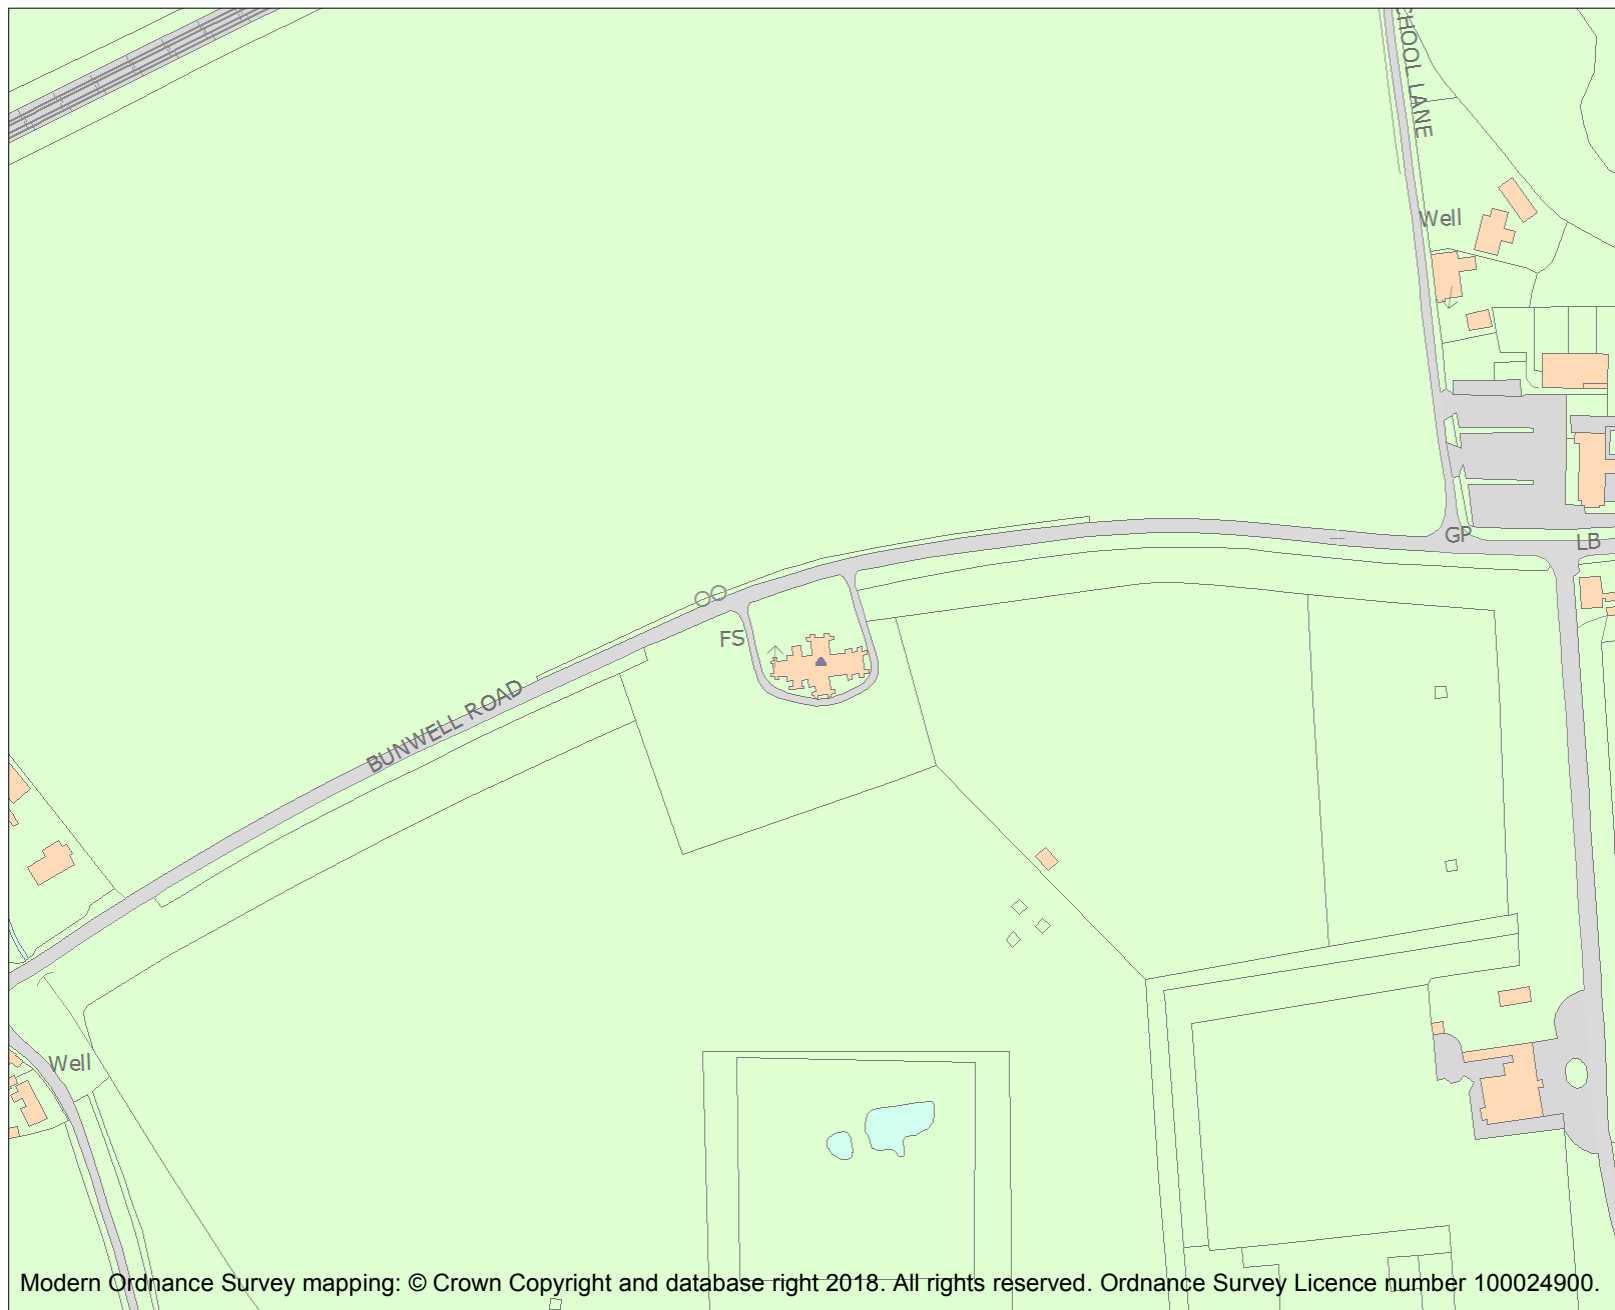 CHOOL LANE
Well
GP
LB
FS
BUNWELL ROAD
Well
Modern Ordnance Survey mapping: © Crown Copyright and database right 2018. All rights reserved. Ordnance Survey Licence number 100024900.